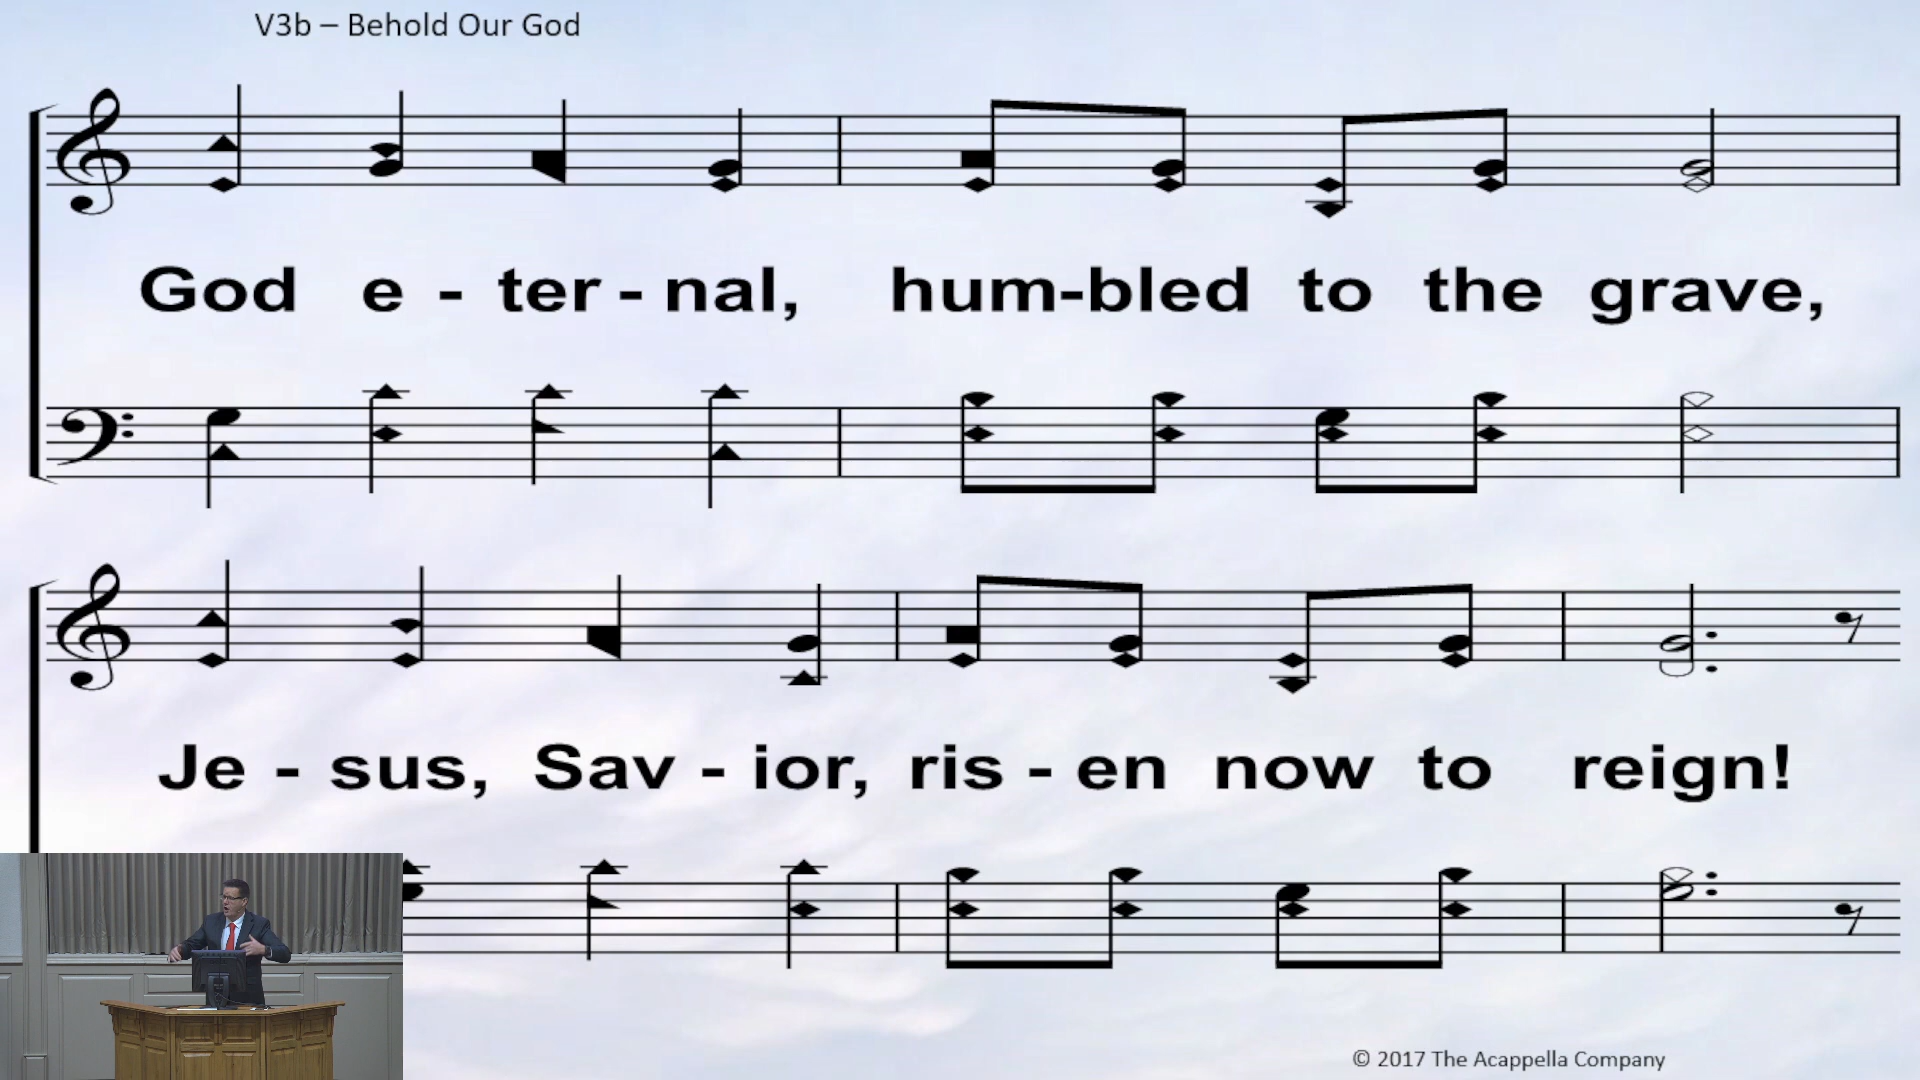 V3b – Behold Our God
God e - ter - nal, hum-bled to the grave,
Je - sus, Sav - ior, ris - en now to reign!
© 2017 The Acappella Company